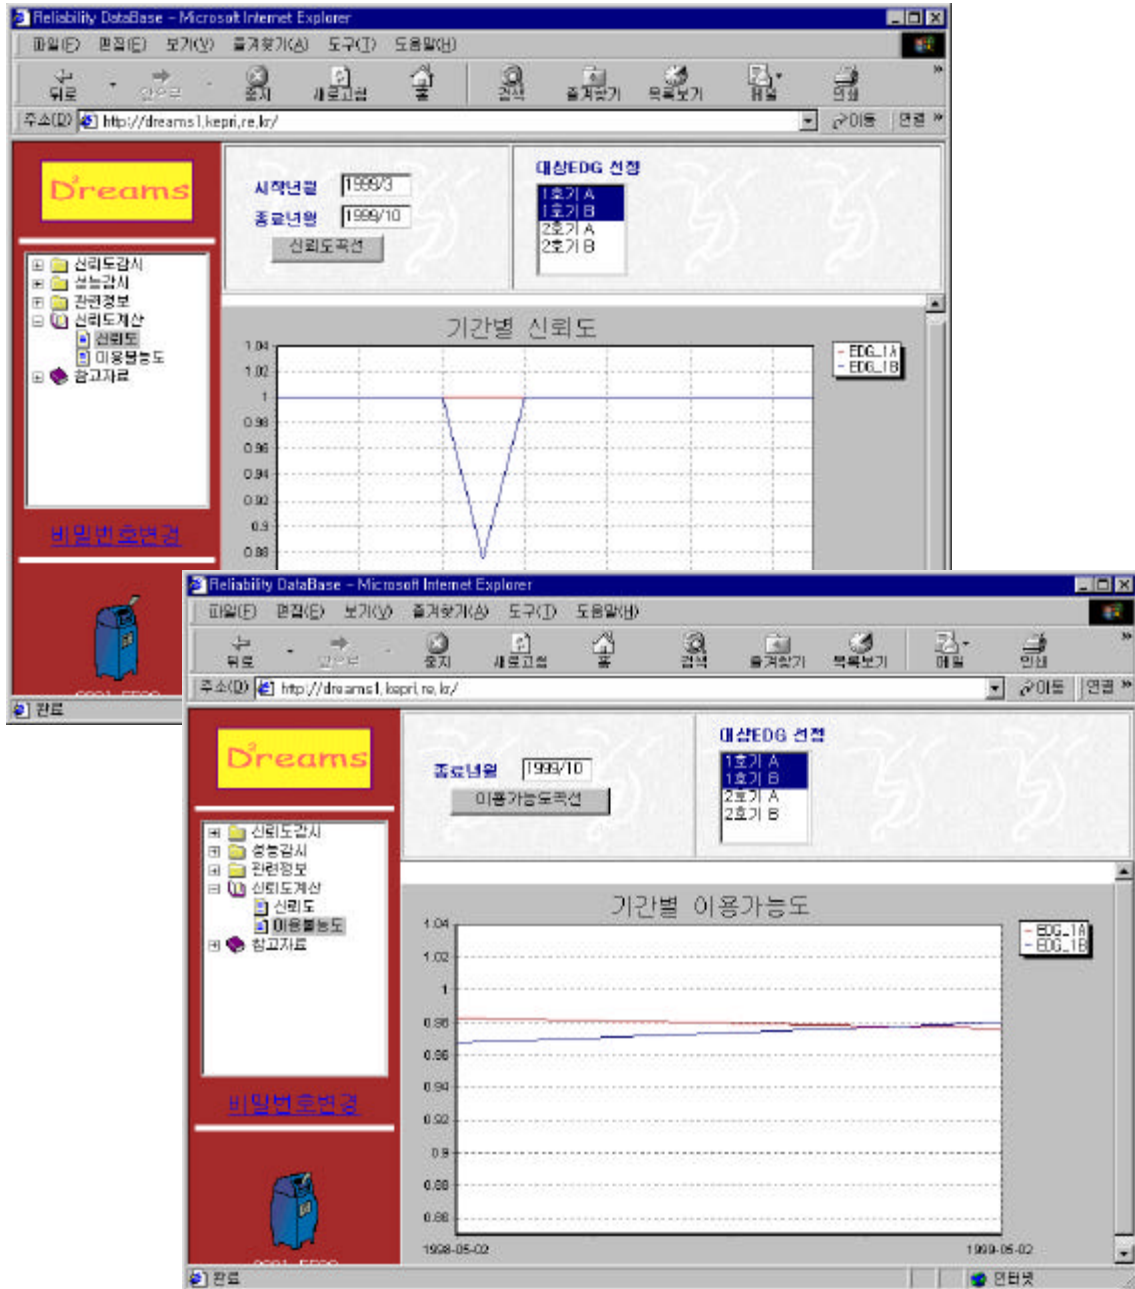 Reliability DataBase - Microsoft Internet Explorer
파일(F) 편집(E) 보기(V) 즐겨찾기(A) 도구(T) 도움말(H)
뒤로 앞으로 중지 새로고침 홈 검색 즐겨찾기 목록보기 메일 인쇄
주소(D) http://dreams1.kepri.re.kr/ 이동 연결
D²reams
시작년월 1999/3
종료년월 1999/10
신뢰도곡선
대상EDG 선정
1호기 A
1호기 B
2호기 A
2호기 B
신뢰도감시
성능감시
관련정보
신뢰도계산
신뢰도
이용불능도
참고자료
비밀번호변경
기간별 신뢰도
EDG_1A
EDG_1B
1.04
1.02
1
0.98
0.96
0.94
0.92
0.9
0.88
완료
Reliability DataBase - Microsoft Internet Explorer
파일(F) 편집(E) 보기(V) 즐겨찾기(A) 도구(T) 도움말(H)
뒤로 앞으로 중지 새로고침 홈 검색 즐겨찾기 목록보기 메일 인쇄
주소(D) http://dreams1.kepri.re.kr/ 이동 연결
D²reams
종료년월 1999/10
이용가능도곡선
대상EDG 선정
1호기 A
1호기 B
2호기 A
2호기 B
신뢰도감시
성능감시
관련정보
신뢰도계산
신뢰도
이용불능도
참고자료
비밀번호변경
기간별 이용가능도
EDG_1A
EDG_1B
1.04
1.02
1
0.98
0.96
0.94
0.92
0.9
0.88
0.86
1998-05-02 1999-05-02
완료 인터넷